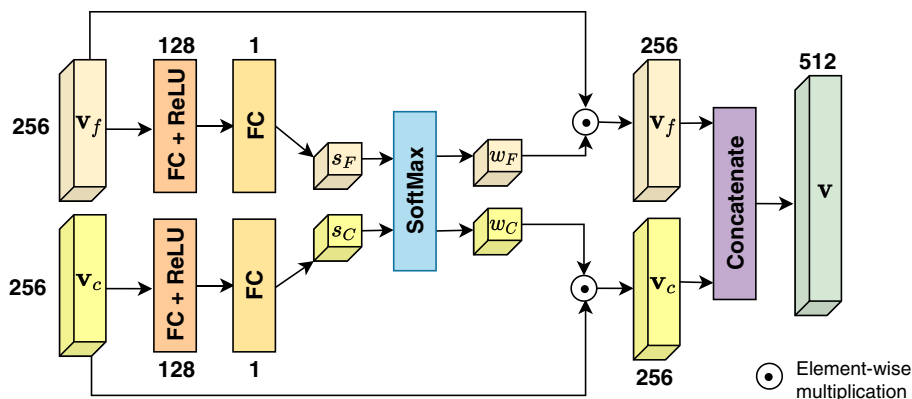 128
1
256
512
256
v_f
FC + ReLU
FC
s_F
SoftMax
w_F
v_f
Concatenate
v
256
v_c
FC + ReLU
FC
s_C
w_C
v_c
128
1
256
Element-wise
multiplication